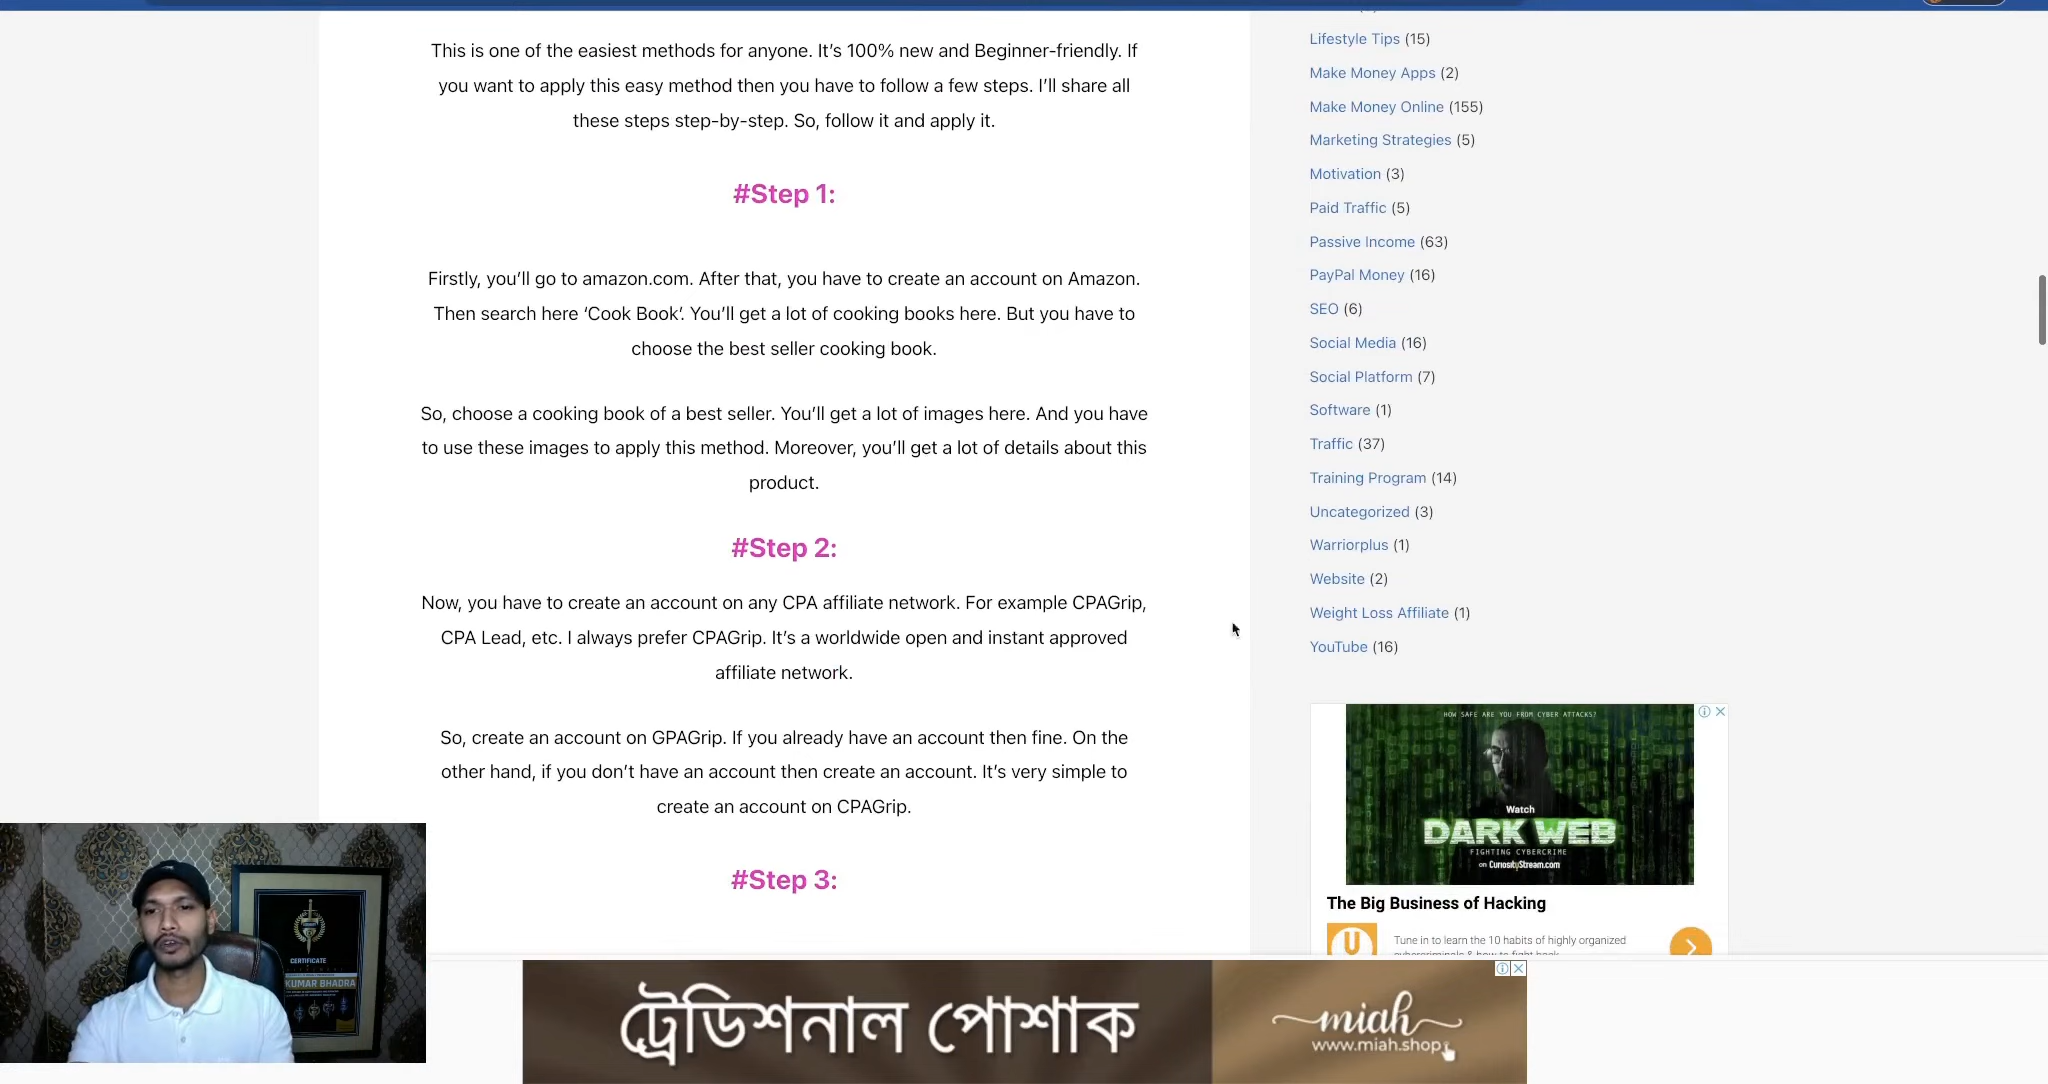 This is one of the easiest methods for anyone. It's 100% new and Beginner-friendly. If
you want to apply this easy method then you have to follow a few steps. I'll share all
these steps step-by-step. So, follow it and apply it.
#Step 1:
Firstly, you'll go to amazon.com. After that, you have to create an account on Amazon.
Then search here ‘Cook Book’. You'll get a lot of cooking books here. But you have to
choose the best seller cooking book.
So, choose a cooking book of a best seller. You'll get a lot of images here. And you have
to use these images to apply this method. Moreover, you'll get a lot of details about this
product.
#Step 2:
Now, you have to create an account on any CPA affiliate network. For example CPAGrip,
CPA Lead, etc. I always prefer CPAGrip. It's a worldwide open and instant approved
affiliate network.
So, create an account on GPAGrip. If you already have an account then fine. On the
other hand, if you don't have an account then create an account. It's very simple to
create an account on CPAGrip.
#Step 3:
Lifestyle Tips (15)
Make Money Apps (2)
Make Money Online (155)
Marketing Strategies (5)
Motivation (3)
Paid Traffic (5)
Passive Income (63)
PayPal Money (16)
SEO (6)
Social Media (16)
Social Platform (7)
Software (1)
Traffic (37)
Training Program (14)
Uncategorized (3)
Warriorplus (1)
Website (2)
Weight Loss Affiliate (1)
YouTube (16)
HOW SAFE ARE YOU FROM CYBER ATTACKS?
Watch
DARK WEB
FIGHTING CYBERCRIME
on CuriosityStream.com
The Big Business of Hacking
Tune in to learn the 10 habits of highly organized
cybercriminals & how to fight back
CERTIFICATE
KUMAR BHADRA
ট্রেডিশনাল পোশাক
miah
www.miah.shop